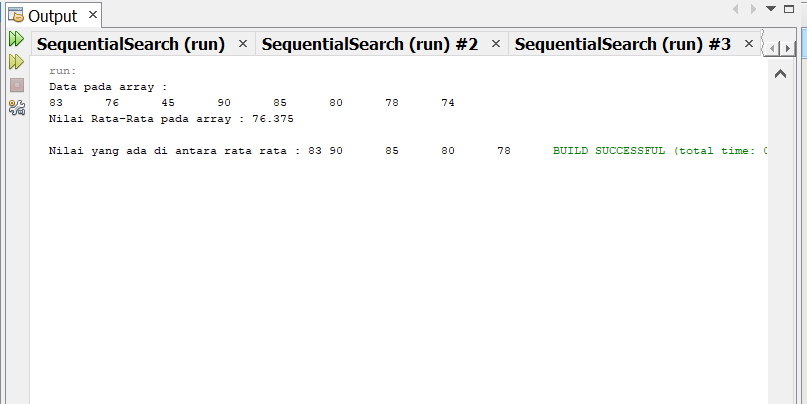 Output
SequentialSearch (run) SequentialSearch (run) #2 SequentialSearch (run) #3
run:
Data pada array :
83 76 45 90 85 80 78 74
Nilai Rata-Rata pada array : 76.375
Nilai yang ada di antara rata rata : 83 90 85 80 78 BUILD SUCCESSFUL (total time: